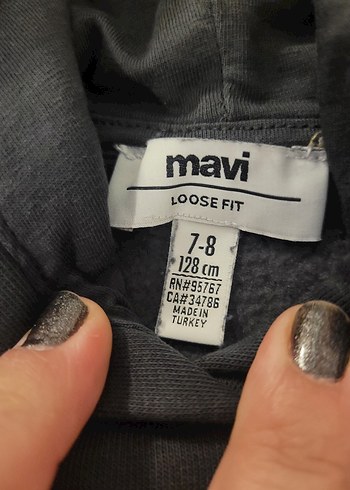 mavi
LOOSE FIT
7-8
128 cm
RN#95767
CA#34786
MADE IN
TURKEY